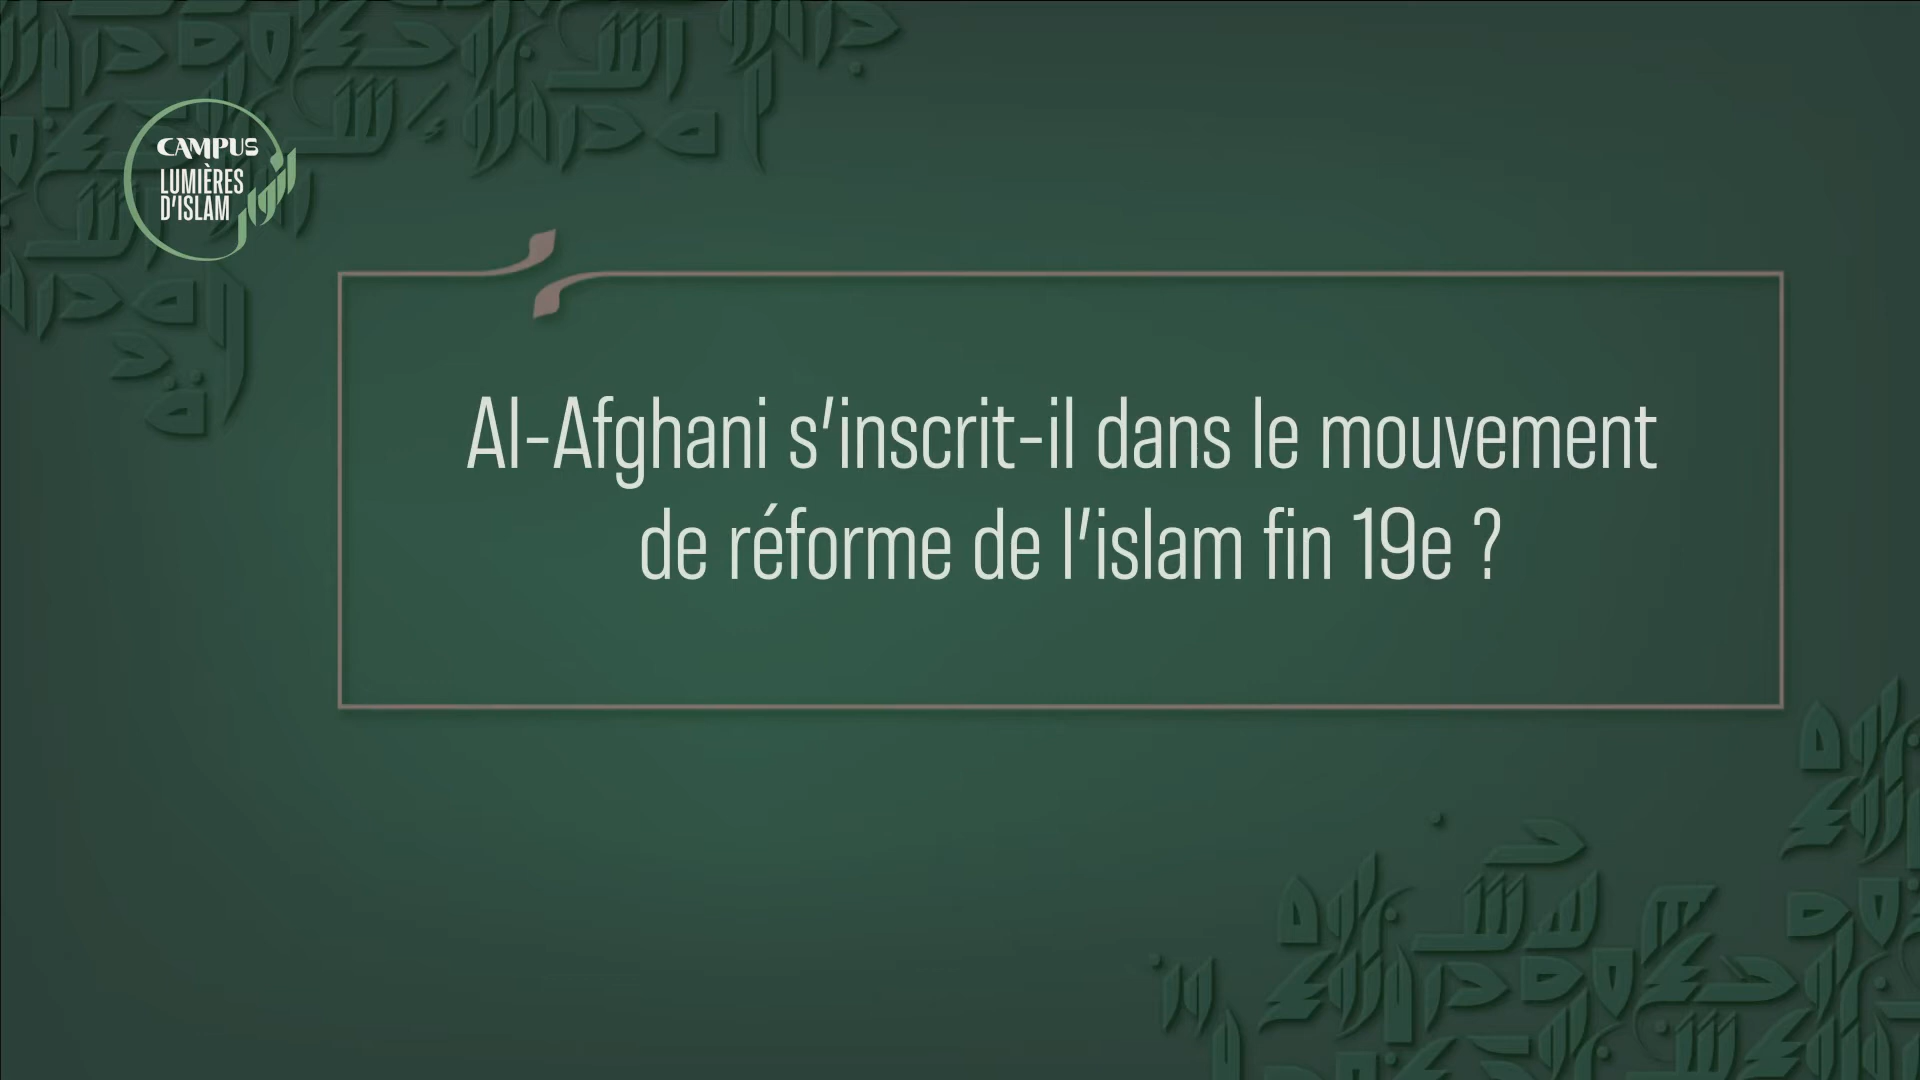 CAMPUS
LUMIÈRES
D'ISLAM
Al-Afghani s'inscrit-il dans le mouvement
de réforme de l'islam fin 19e ?